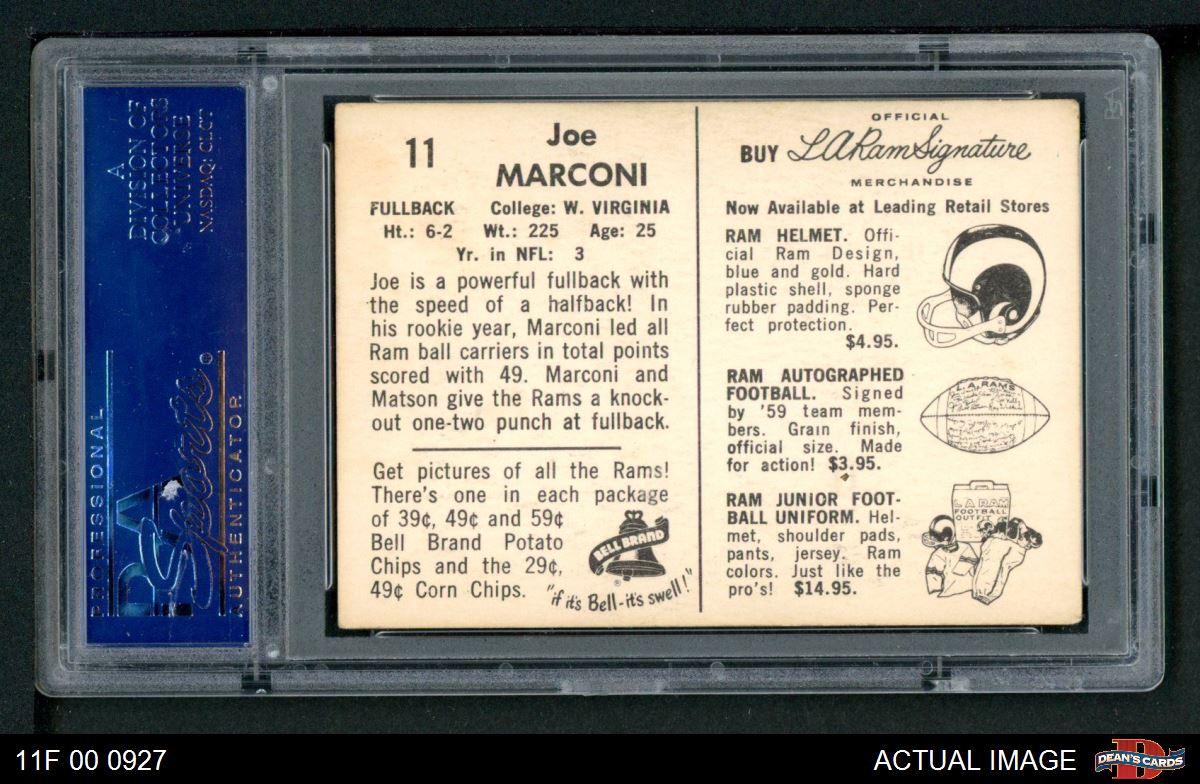 A
DIVISION OF
COLLECTORS
UNIVERSE
NASDAQ: CLCT
PROFESSIONAL
PSA
Sports
AUTHENTICATOR
11
Joe
MARCONI
FULLBACK College: W. VIRGINIA
Ht.: 6-2 Wt.: 225 Age: 25
Yr. in NFL: 3
Joe is a powerful fullback with
the speed of a halfback! In
his rookie year, Marconi led all
Ram ball carriers in total points
scored with 49. Marconi and
Matson give the Rams a knock-
out one-two punch at fullback.
Get pictures of all the Rams!
There's one in each package
of 39¢, 49¢ and 59¢
Bell Brand Potato
Chips and the 29¢,
49¢ Corn Chips.
BELL BRAND
®
"if it's Bell-it's swell!"
OFFICIAL
BUY LA Ram Signature
MERCHANDISE
Now Available at Leading Retail Stores
RAM HELMET. Offi-
cial Ram Design,
blue and gold. Hard
plastic shell, sponge
rubber padding. Per-
fect protection.
$4.95.
RAM AUTOGRAPHED
FOOTBALL. Signed
by '59 team mem-
bers. Grain finish,
official size. Made
for action! $3.95.
L.A. RAMS
RAM JUNIOR FOOT-
BALL UNIFORM. Hel-
met, shoulder pads,
pants, jersey. Ram
colors. Just like the
pro's! $14.95.
L A RAM
FOOTBALL
OUTFIT
11F 00 0927
ACTUAL IMAGE
DEAN'S CARDS